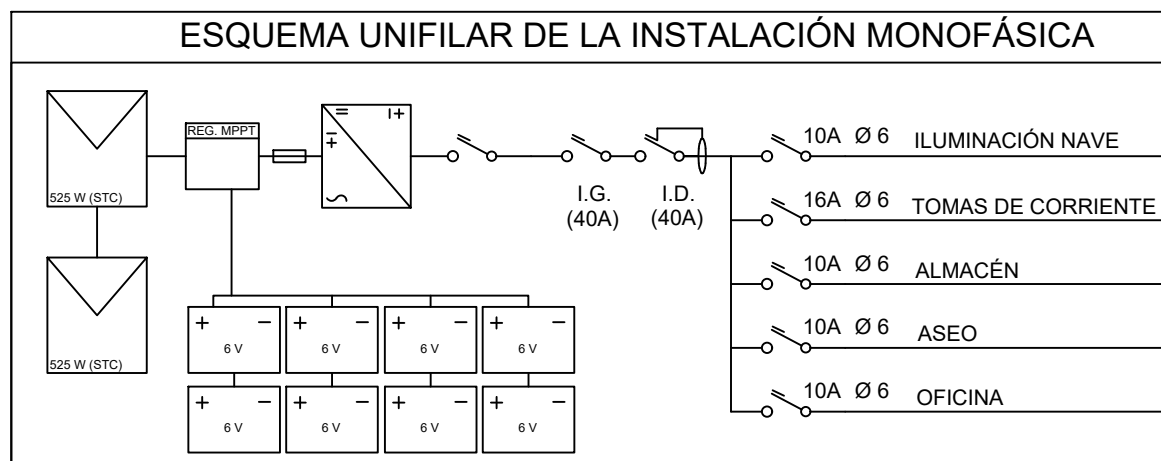 ESQUEMA UNIFILAR DE LA INSTALACIÓN MONOFÁSICA
525 W (STC)
REG. MPPT
I.G.
(40A)
I.D.
(40A)
10A Ø 6 ILUMINACIÓN NAVE
16A Ø 6 TOMAS DE CORRIENTE
10A Ø 6 ALMACÉN
10A Ø 6 ASEO
10A Ø 6 OFICINA
525 W (STC)
+ − + − + − + −
6 V 6 V 6 V 6 V
+ − + − + − + −
6 V 6 V 6 V 6 V